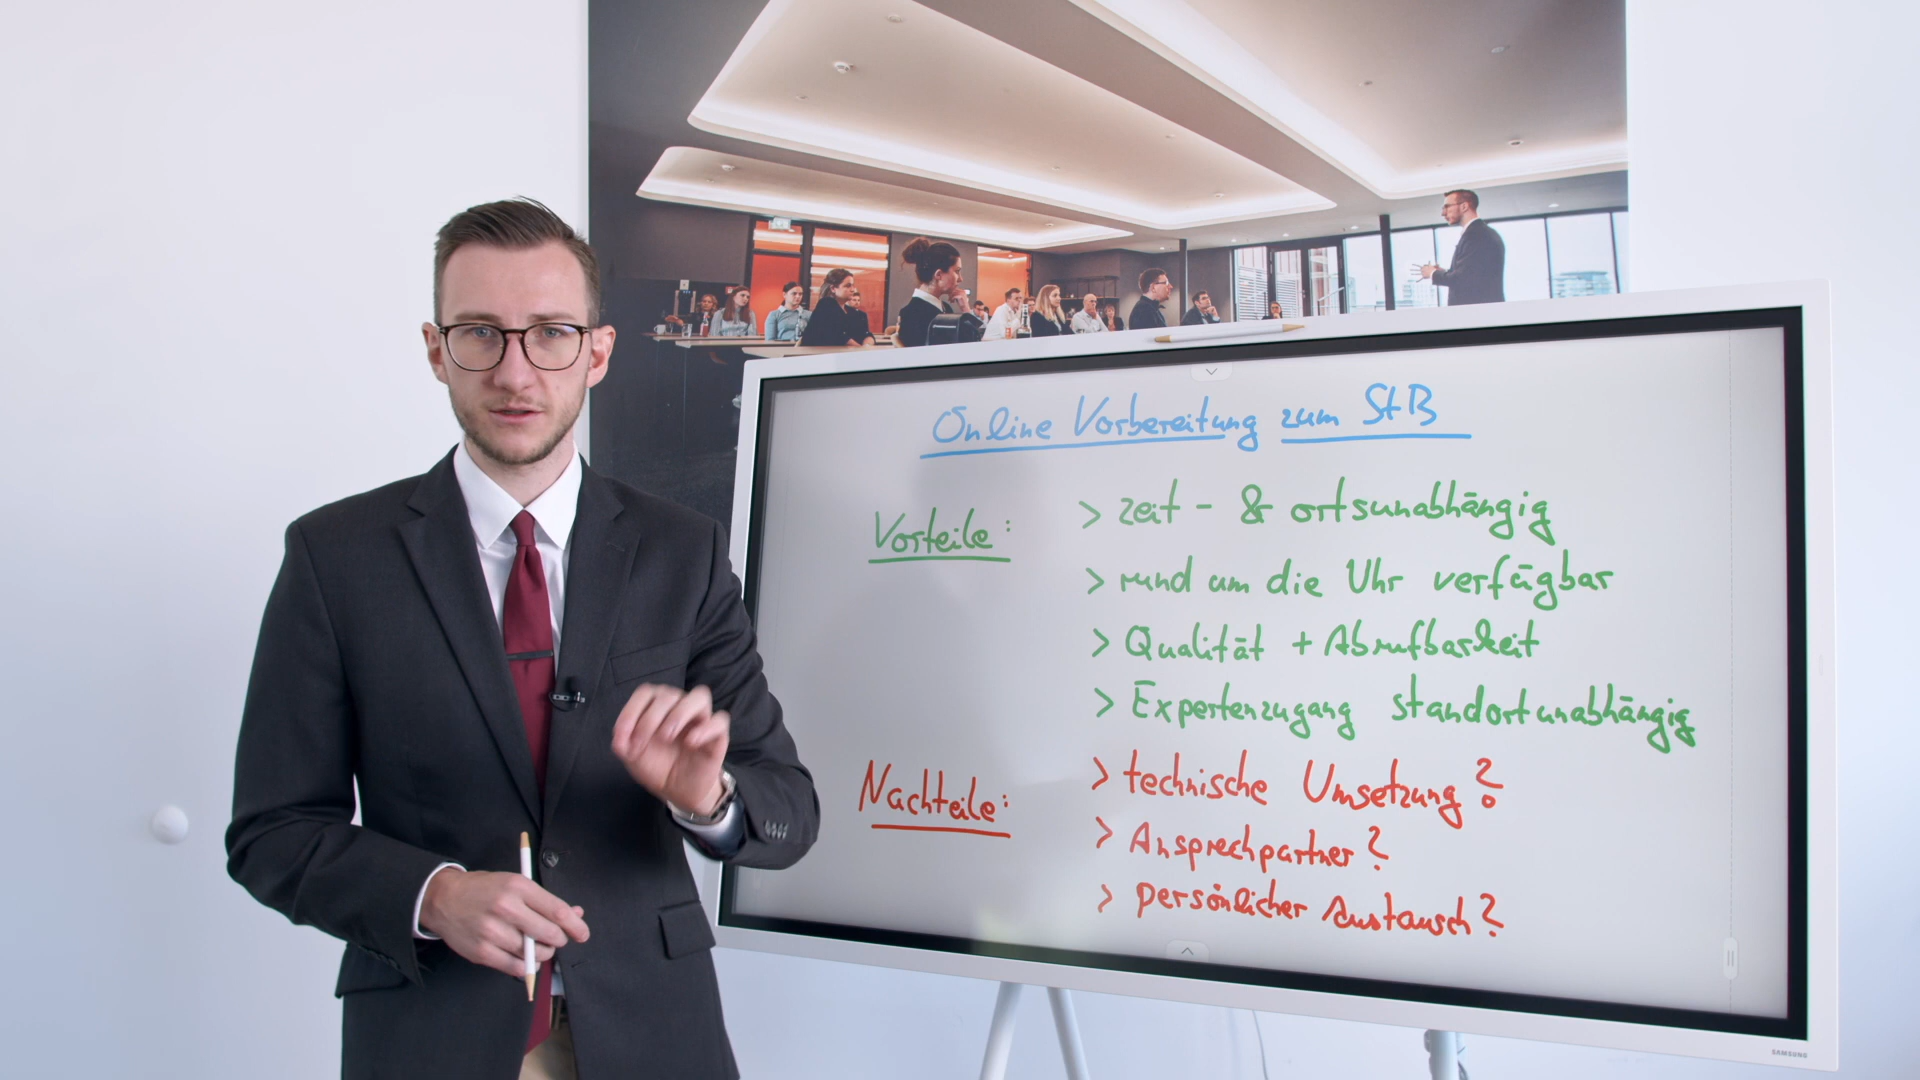 Online Vorbereitung zum StB
Vorteile:
> zeit - & ortsunabhängig
> rund um die Uhr verfügbar
> Qualität + Abrufbarkeit
> Expertenzugang standortunabhängig
Nachteile:
> technische Umsetzung?
> Ansprechpartner?
> persönlicher Austausch?
SAMSUNG